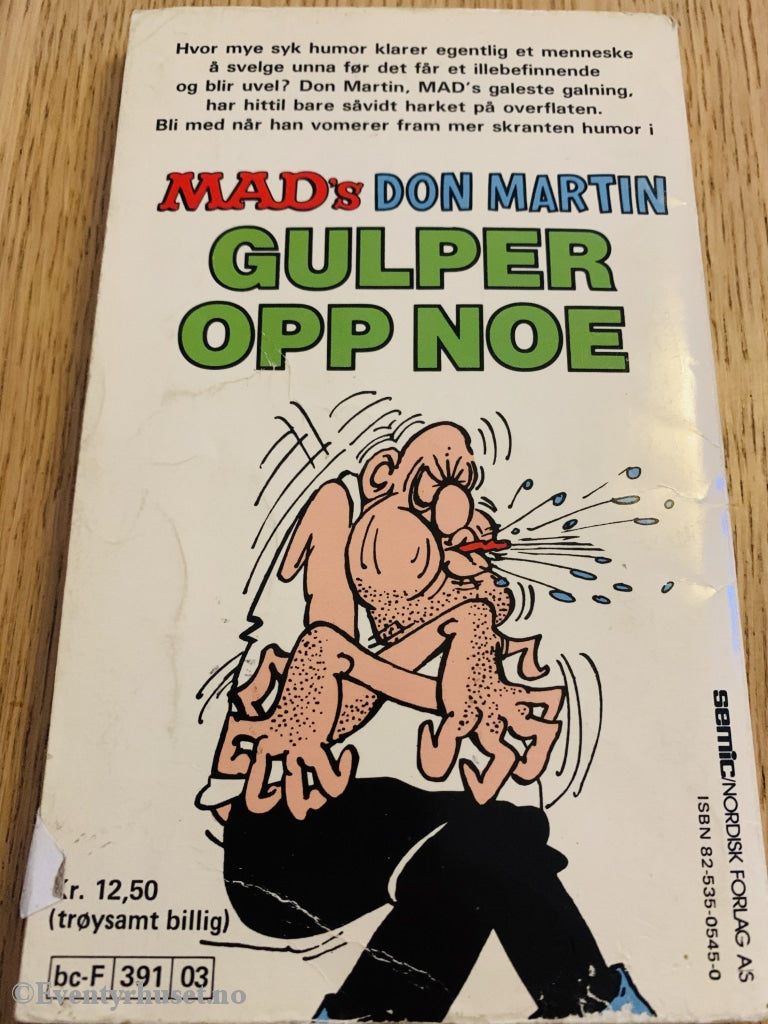 Hvor mye syk humor klarer egentlig et menneske
å svelge unna før det får et illebefinnende
og blir uvel? Don Martin, MAD's galeste galning,
har hittil bare såvidt harket på overflaten.
Bli med når han vomerer fram mer skranten humor i
MAD's DON MARTIN
GULPER
OPP NOE
semic/NORDISK FORLAG A/S
ISBN 82-535-0545-0
Kr. 12,50
(trøysamt billig)
bc-F 391 03
©Eventyrhuset.no